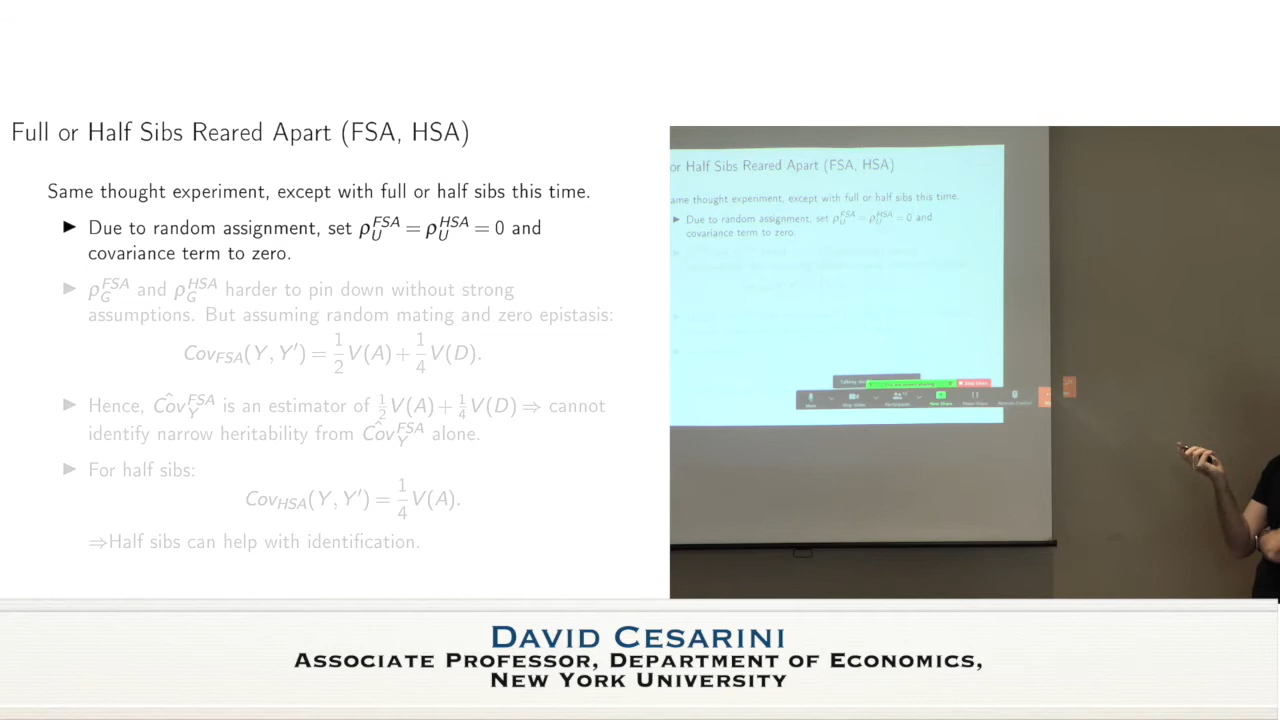 Full or Half Sibs Reared Apart (FSA, HSA)
Same thought experiment, except with full or half sibs this time.
▶ Due to random assignment, set ρ_U^FSA = ρ_U^HSA = 0 and
covariance term to zero.
▶ ρ_G^FSA and ρ_G^HSA harder to pin down without strong
assumptions. But assuming random mating and zero epistasis:
Cov_FSA(Y, Y′) = 1/2 V(A) + 1/4 V(D).
▶ Hence, Ĉov_Y^FSA is an estimator of 1/2 V(A) + 1/4 V(D) ⇒ cannot
identify narrow heritability from Ĉov_Y^FSA alone.
▶ For half sibs:
Cov_HSA(Y, Y′) = 1/4 V(A).
⇒Half sibs can help with identification.
or Half Sibs Reared Apart (FSA, HSA)
ame thought experiment, except with full or half sibs this time.
▶ Due to random assignment, set ρ_U^FSA = ρ_U^HSA = 0 and
covariance term to zero.
DAVID CESARINI
ASSOCIATE PROFESSOR, DEPARTMENT OF ECONOMICS,
NEW YORK UNIVERSITY